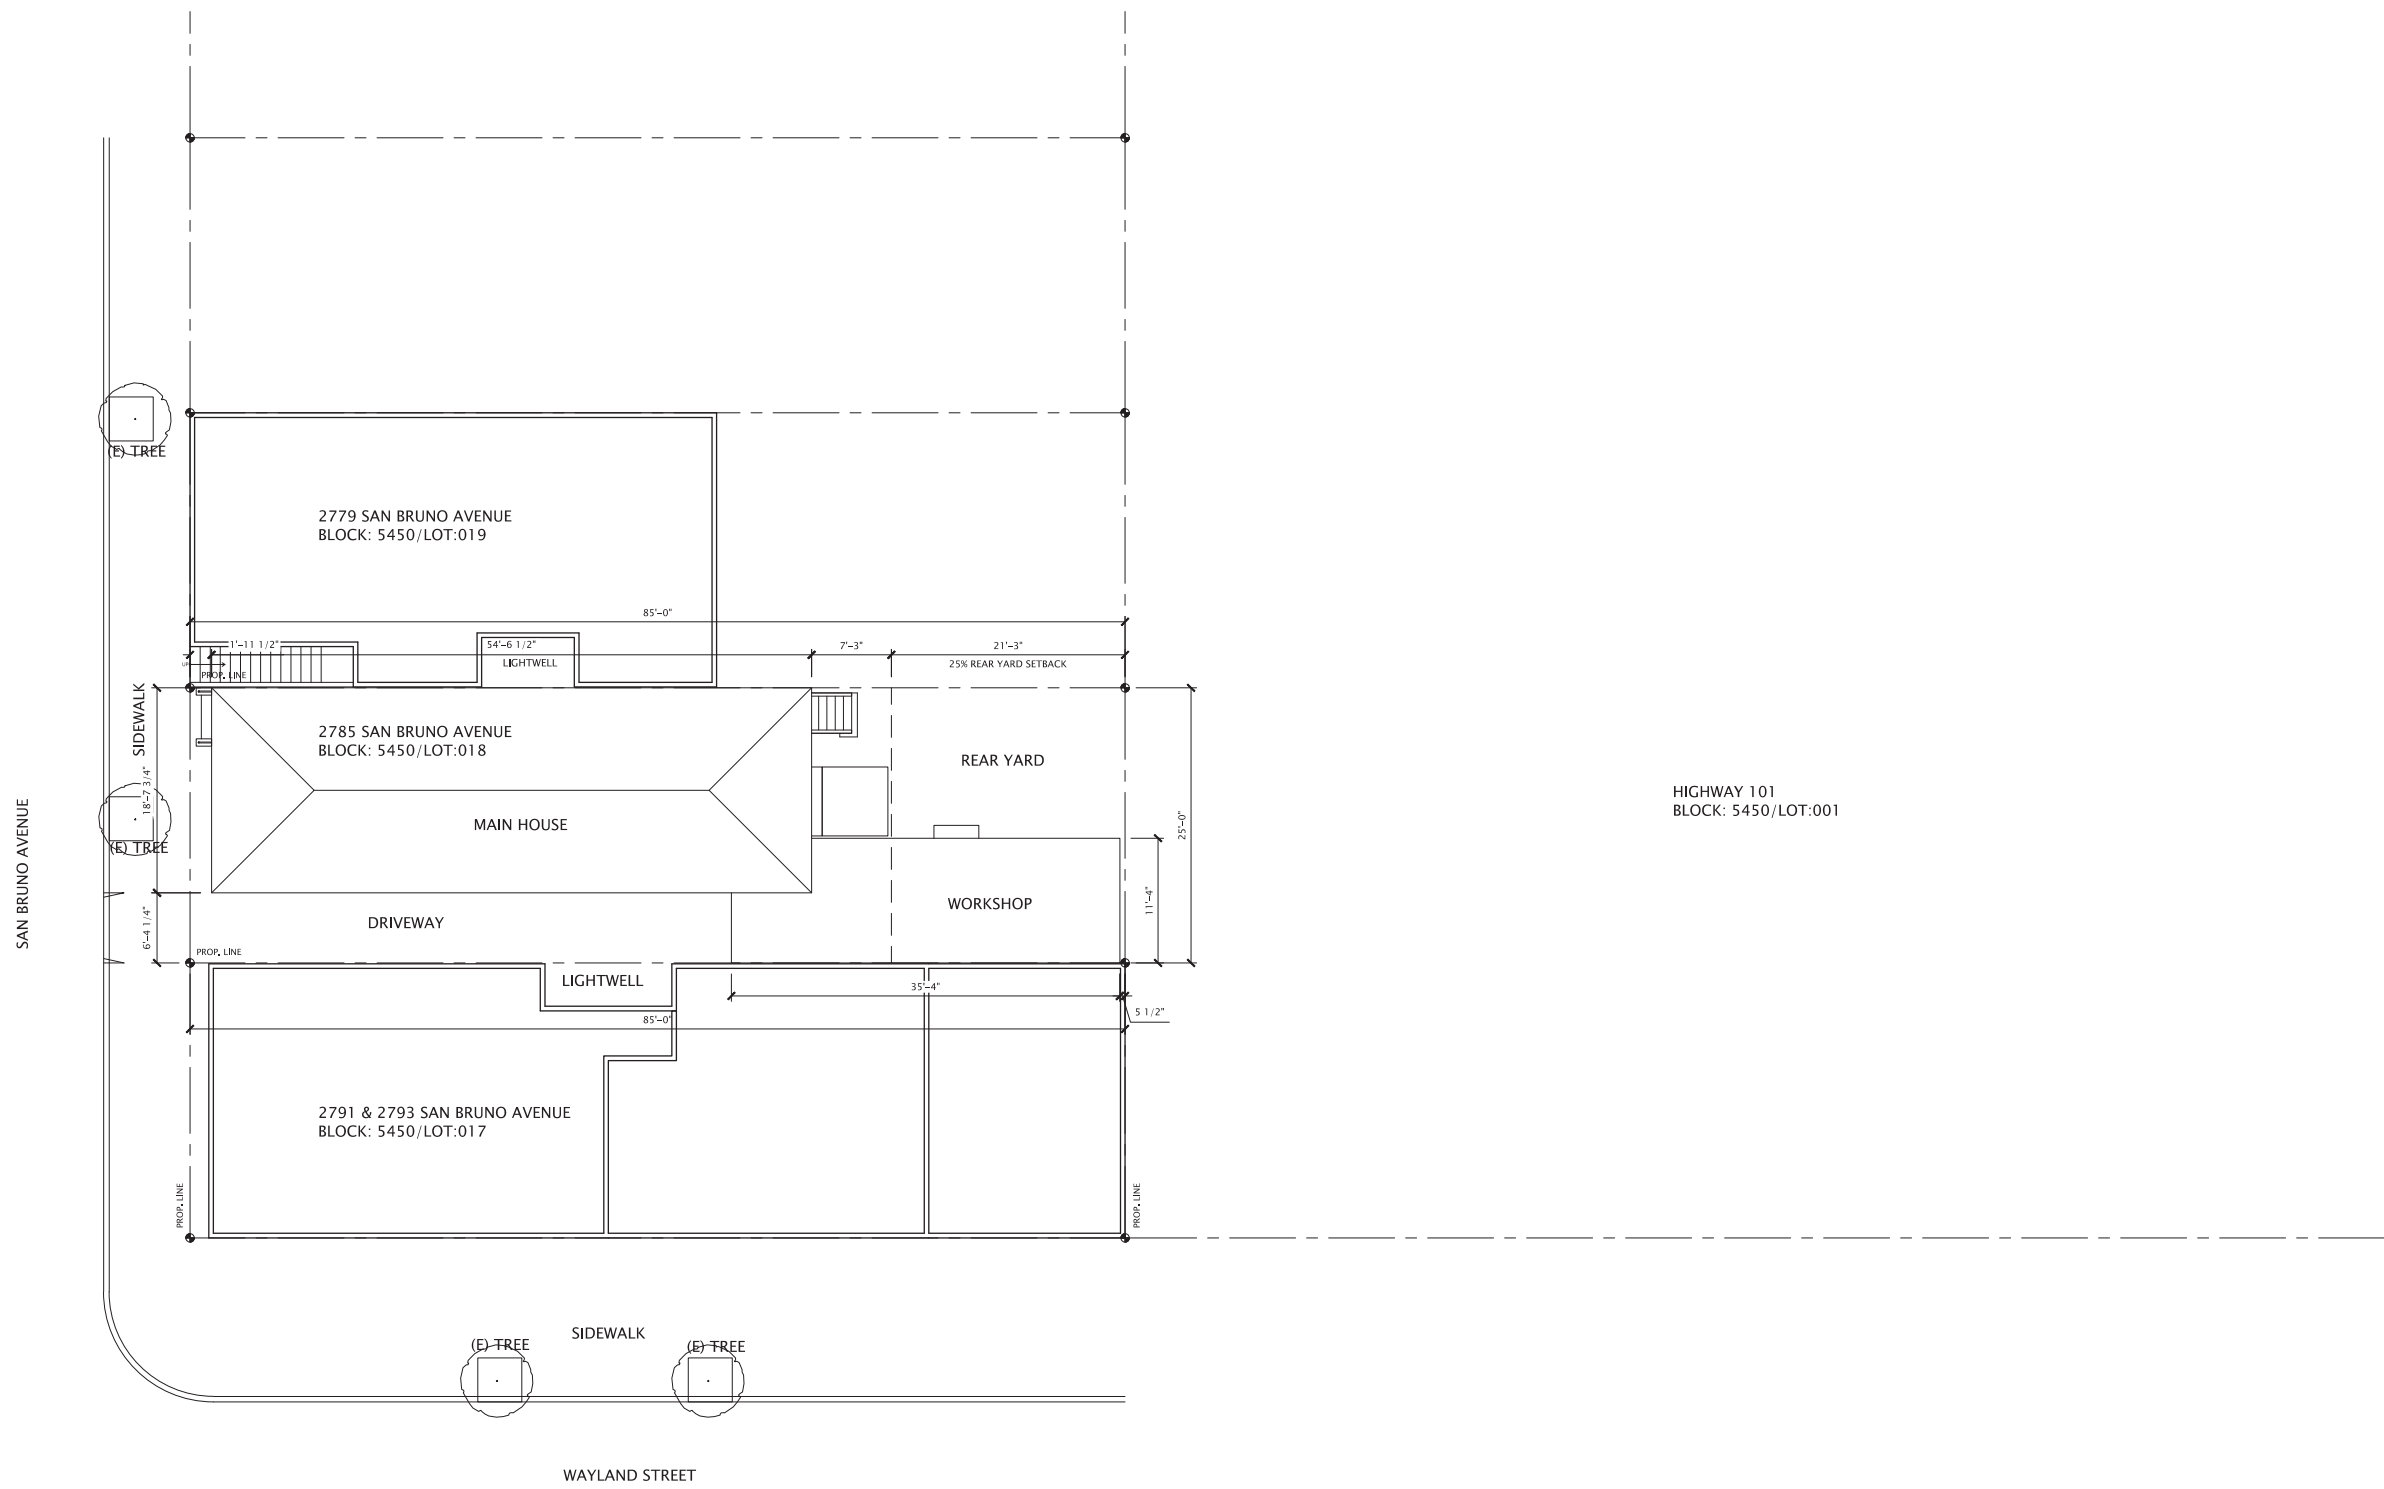 (E) TREE
2779 SAN BRUNO AVENUE
BLOCK: 5450/LOT:019
85'-0"
1'-11 1/2"
54'-6 1/2"
7'-3"
21'-3"
UP
LIGHTWELL
25% REAR YARD SETBACK
PROP. LINE
SIDEWALK
2785 SAN BRUNO AVENUE
BLOCK: 5450/LOT:018
REAR YARD
18'-7 3/4"
HIGHWAY 101
BLOCK: 5450/LOT:001
MAIN HOUSE
25'-0"
(E) TREE
SAN BRUNO AVENUE
11'-4"
WORKSHOP
DRIVEWAY
6'-4 1/4"
PROP. LINE
LIGHTWELL
35'-4"
5 1/2"
85'-0"
2791 & 2793 SAN BRUNO AVENUE
BLOCK: 5450/LOT:017
PROP. LINE
PROP. LINE
SIDEWALK
(E) TREE
(E) TREE
WAYLAND STREET